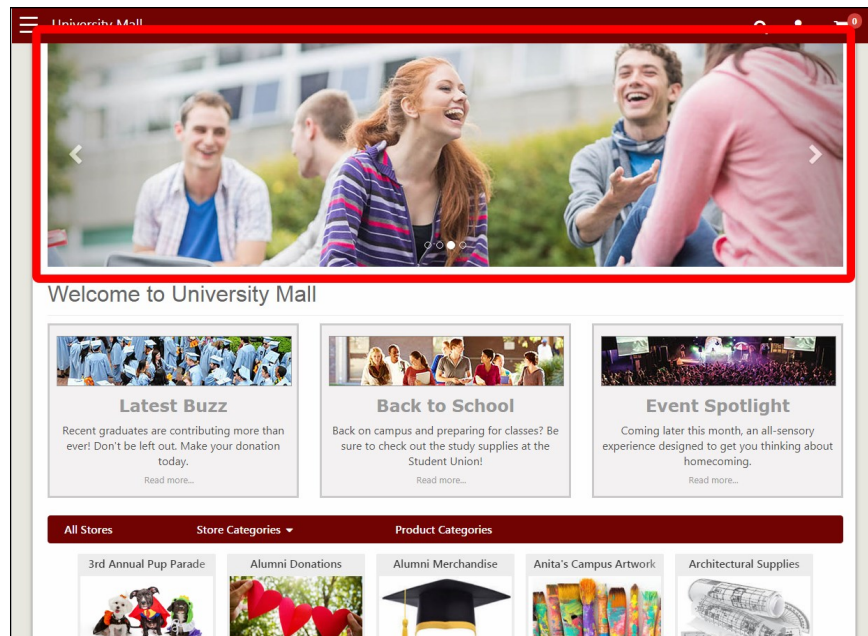 University Mall
0
Welcome to University Mall
Latest Buzz
Recent graduates are contributing more than
ever! Don't be left out. Make your donation
today.
Read more...
Back to School
Back on campus and preparing for classes? Be
sure to check out the study supplies at the
Student Union!
Read more...
Event Spotlight
Coming later this month, an all-sensory
experience designed to get you thinking about
homecoming.
Read more...
All Stores Store Categories Product Categories
3rd Annual Pup Parade
Alumni Donations
Alumni Merchandise
Anita's Campus Artwork
Architectural Supplies